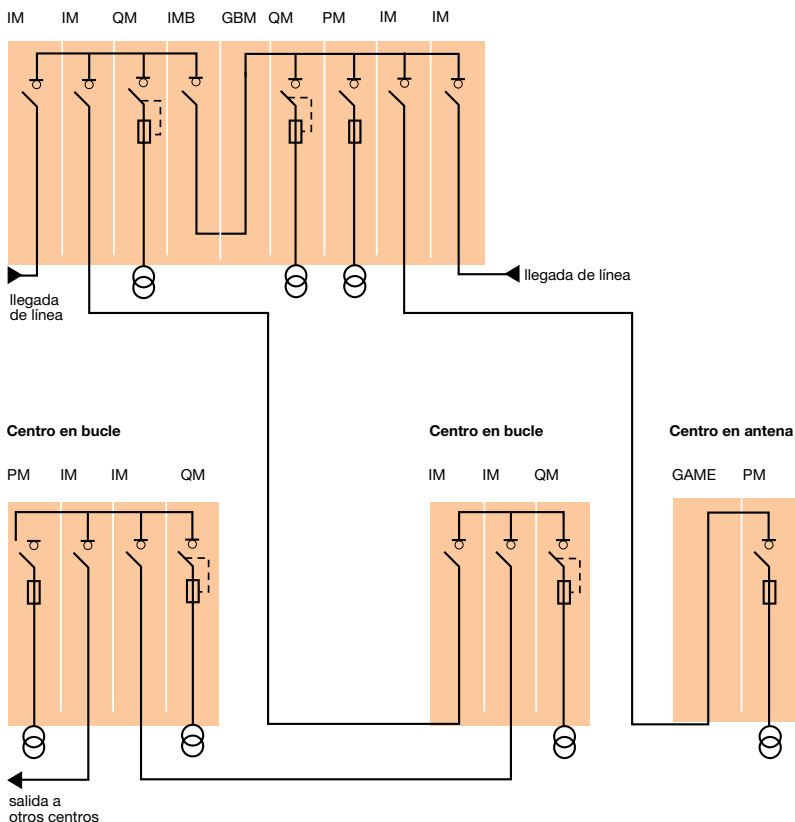 IM IM QM IMB GBM QM PM IM IM
llegada
de línea
llegada de línea
Centro en bucle
Centro en bucle
Centro en antena
PM IM IM QM
IM IM QM
GAME PM
salida a
otros centros